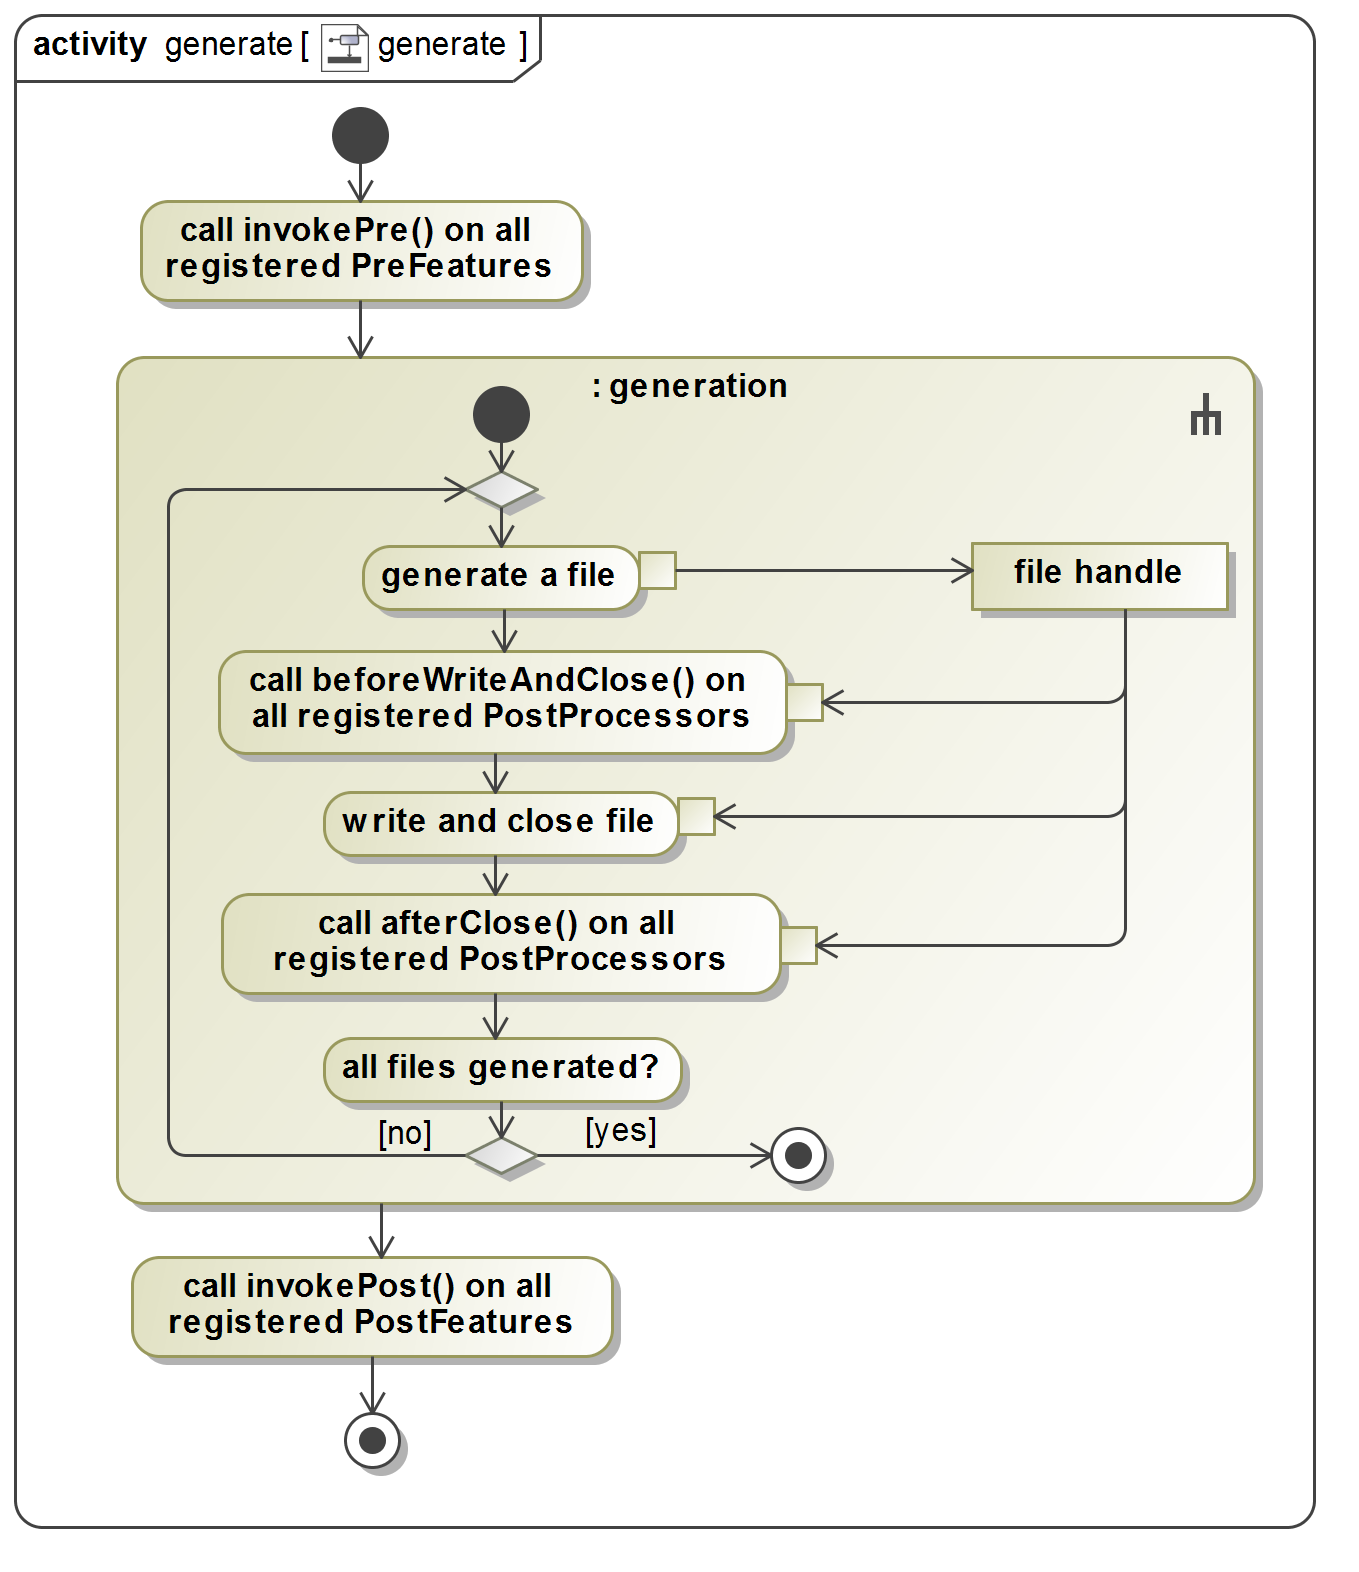 activity generate [ generate ]
call invokePre() on all
registered PreFeatures
: generation
generate a file
file handle
call beforeWriteAndClose() on
all registered PostProcessors
write and close file
call afterClose() on all
registered PostProcessors
all files generated?
[no]
[yes]
call invokePost() on all
registered PostFeatures